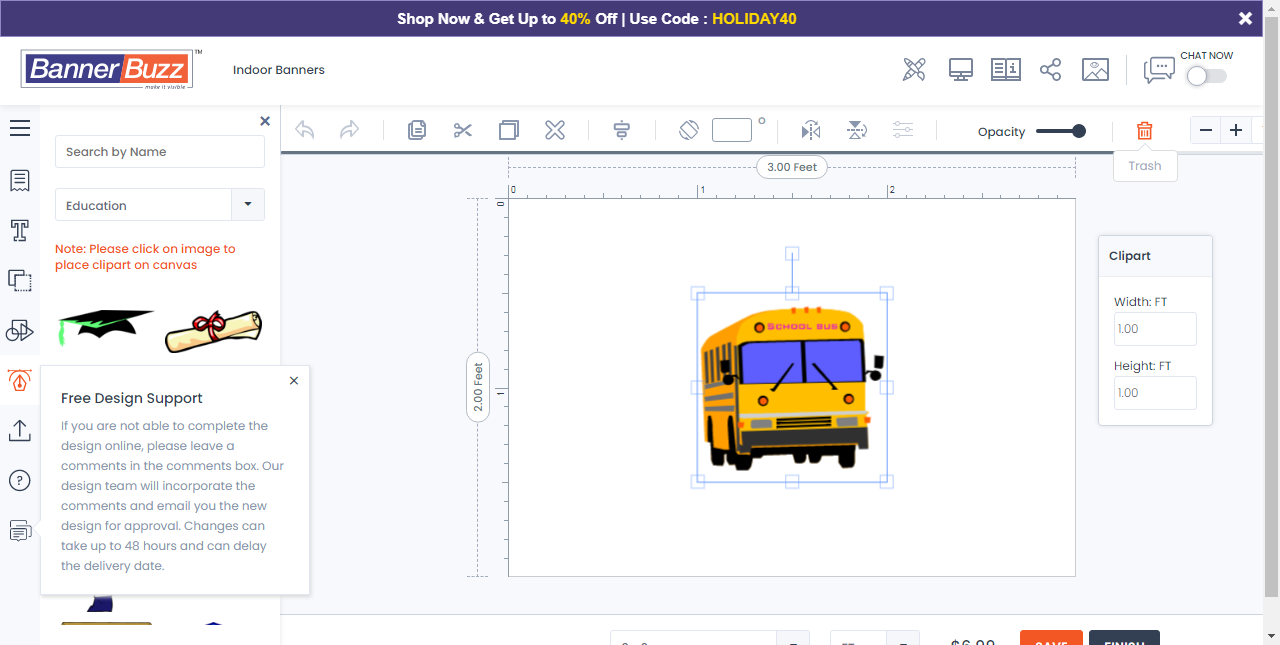 Shop Now & Get Up to 40% Off | Use Code : HOLIDAY40
BannerBuzz™
make it visible
Indoor Banners
CHAT NOW
Opacity
Trash
Search by Name
Education
Note: Please click on image to
place clipart on canvas
3.00 Feet
0
1
2
0
1
2.00 Feet
SCHOOL BUS
Clipart
Width: FT
1.00
Height: FT
1.00
Free Design Support
If you are not able to complete the
design online, please leave a
comments in the comments box. Our
design team will incorporate the
comments and email you the new
design for approval. Changes can
take up to 48 hours and can delay
the delivery date.
$6.99
SAVE
FINISH